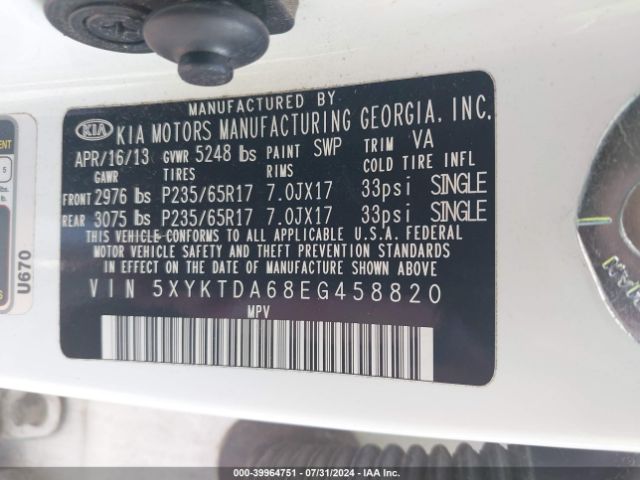 MANUFACTURED BY
KIA KIA MOTORS MANUFACTURING GEORGIA, INC.
APR/16/13 GVWR 5248 lbs PAINT SWP TRIM VA
GAWR TIRES RIMS COLD TIRE INFL
FRONT 2976 lbs P235/65R17 7.0JX17 33psi SINGLE
REAR 3075 lbs P235/65R17 7.0JX17 33psi SINGLE
THIS VEHICLE CONFORMS TO ALL APPLICABLE U.S.A. FEDERAL
MOTOR VEHICLE SAFETY AND THEFT PREVENTION STANDARDS
IN EFFECT ON THE DATE OF MANUFACTURE SHOWN ABOVE
VIN 5XYKTDA68EG458820
MPV
U670
5
000-39964751 // 07/31/2024 // IAA Inc.